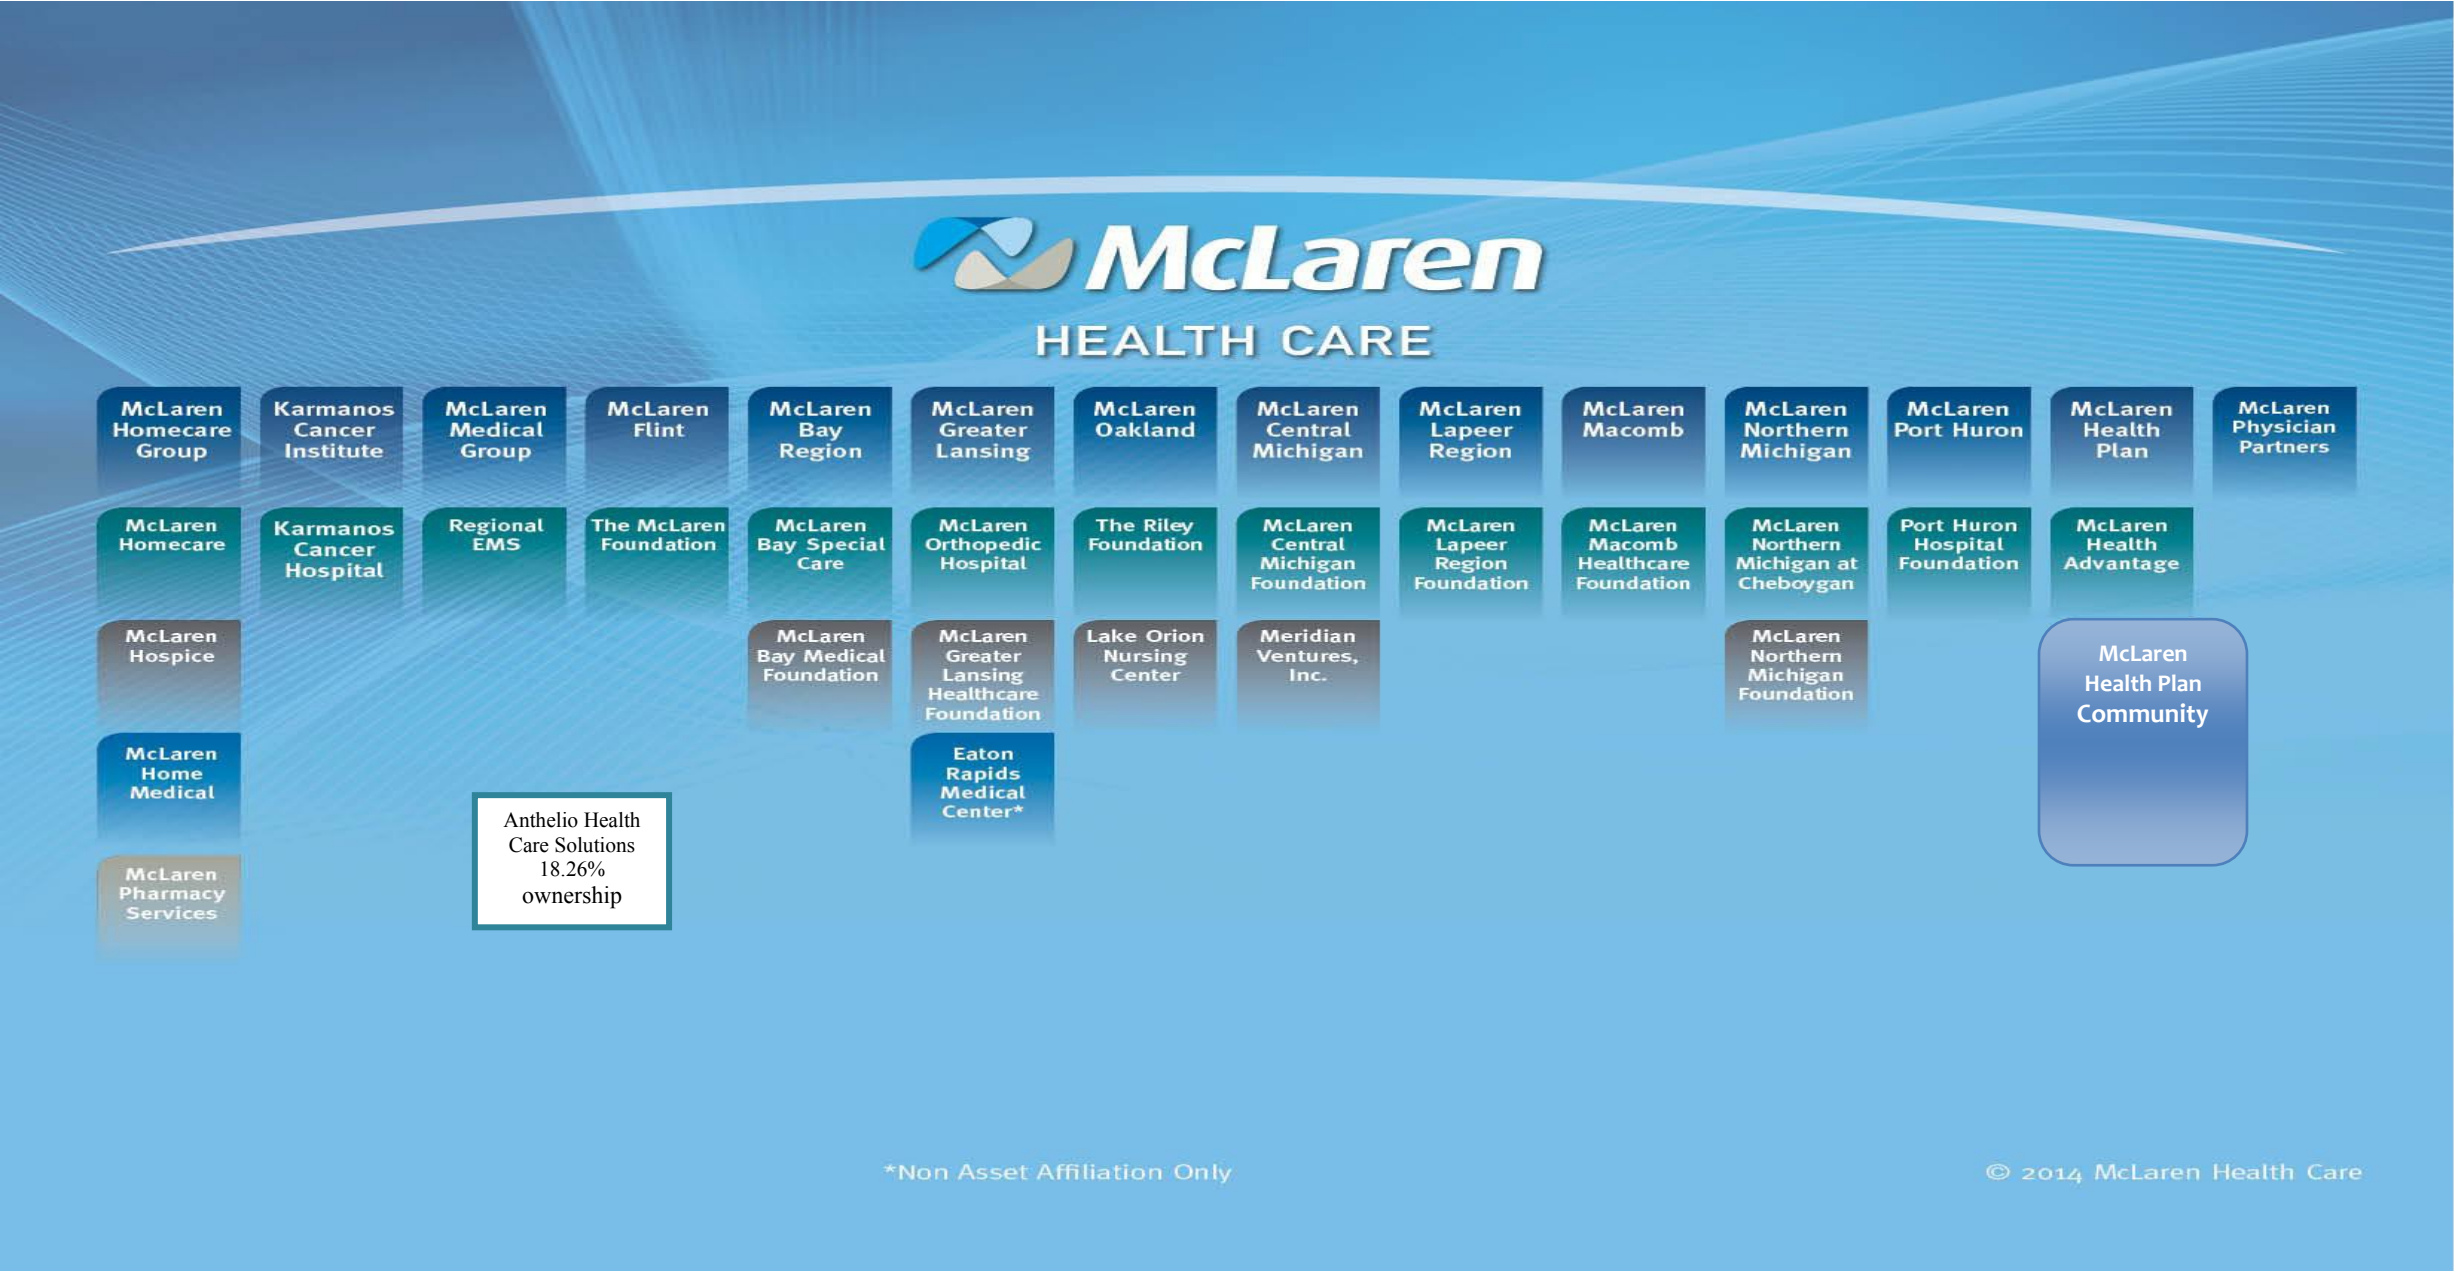 McLaren
HEALTH CARE
McLaren
Homecare
Group
Karmanos
Cancer
Institute
McLaren
Medical
Group
McLaren
Flint
McLaren
Bay
Region
McLaren
Greater
Lansing
McLaren
Oakland
McLaren
Central
Michigan
McLaren
Lapeer
Region
McLaren
Macomb
McLaren
Northern
Michigan
McLaren
Port Huron
McLaren
Health
Plan
McLaren
Physician
Partners
McLaren
Homecare
Karmanos
Cancer
Hospital
Regional
EMS
The McLaren
Foundation
McLaren
Bay Special
Care
McLaren
Orthopedic
Hospital
The Riley
Foundation
McLaren
Central
Michigan
Foundation
McLaren
Lapeer
Region
Foundation
McLaren
Macomb
Healthcare
Foundation
McLaren
Northern
Michigan at
Cheboygan
Port Huron
Hospital
Foundation
McLaren
Health
Advantage
McLaren
Hospice
McLaren
Bay Medical
Foundation
McLaren
Greater
Lansing
Healthcare
Foundation
Lake Orion
Nursing
Center
Meridian
Ventures,
Inc.
McLaren
Northern
Michigan
Foundation
McLaren
Health Plan
Community
McLaren
Home
Medical
Eaton
Rapids
Medical
Center*
Anthelio Health
Care Solutions
18.26%
ownership
McLaren
Pharmacy
Services
*Non Asset Affiliation Only
© 2014 McLaren Health Care